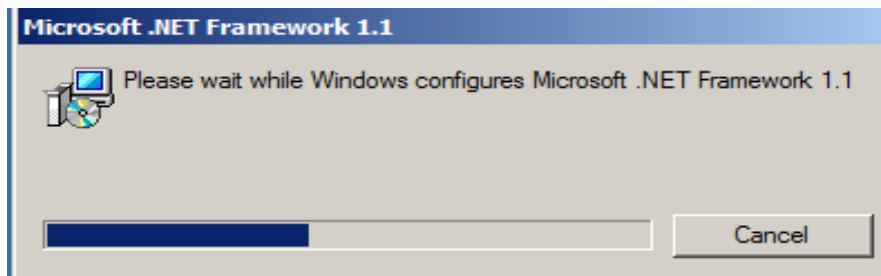 Microsoft .NET Framework 1.1
Please wait while Windows configures Microsoft .NET Framework 1.1
Cancel